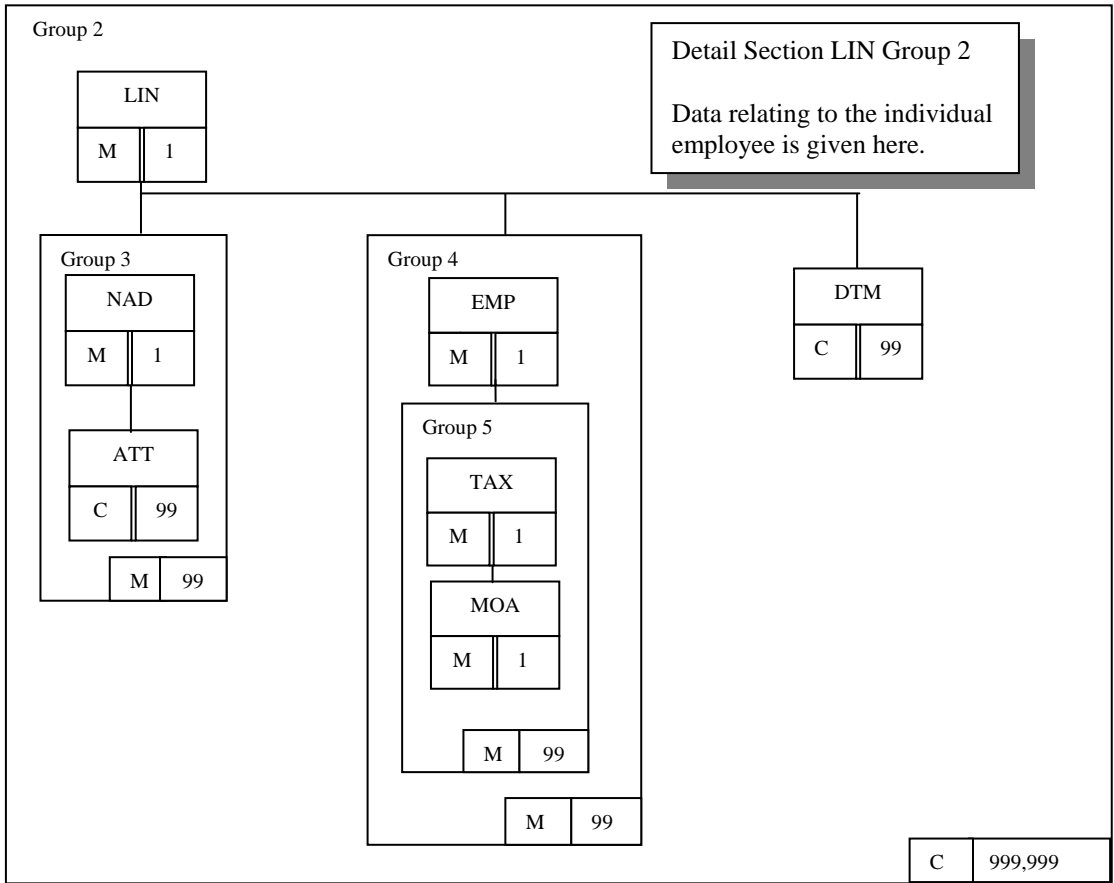 Group 2
Detail Section LIN Group 2
Data relating to the individual
employee is given here.
LIN
M 1
Group 3
NAD
M 1
ATT
C 99
M 99
Group 4
EMP
M 1
Group 5
TAX
M 1
MOA
M 1
M 99
M 99
DTM
C 99
C 999,999